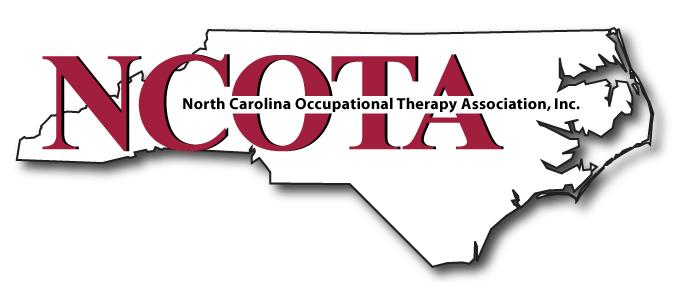 NCOTA
North Carolina Occupational Therapy Association, Inc.